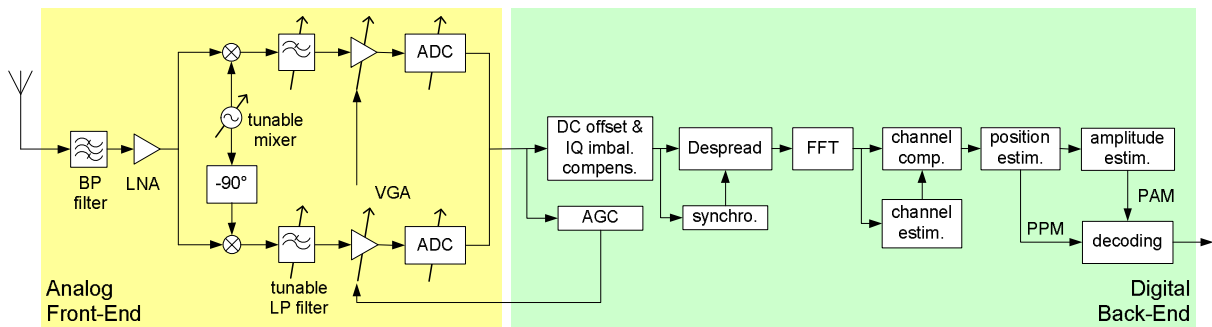 BP
filter
LNA
tunable
mixer
-90°
tunable
LP filter
VGA
ADC
ADC
Analog
Front-End
DC offset &
IQ imbal.
compens.
AGC
Despread
synchro.
FFT
channel
comp.
channel
estim.
position
estim.
amplitude
estim.
PPM
PAM
decoding
Digital
Back-End